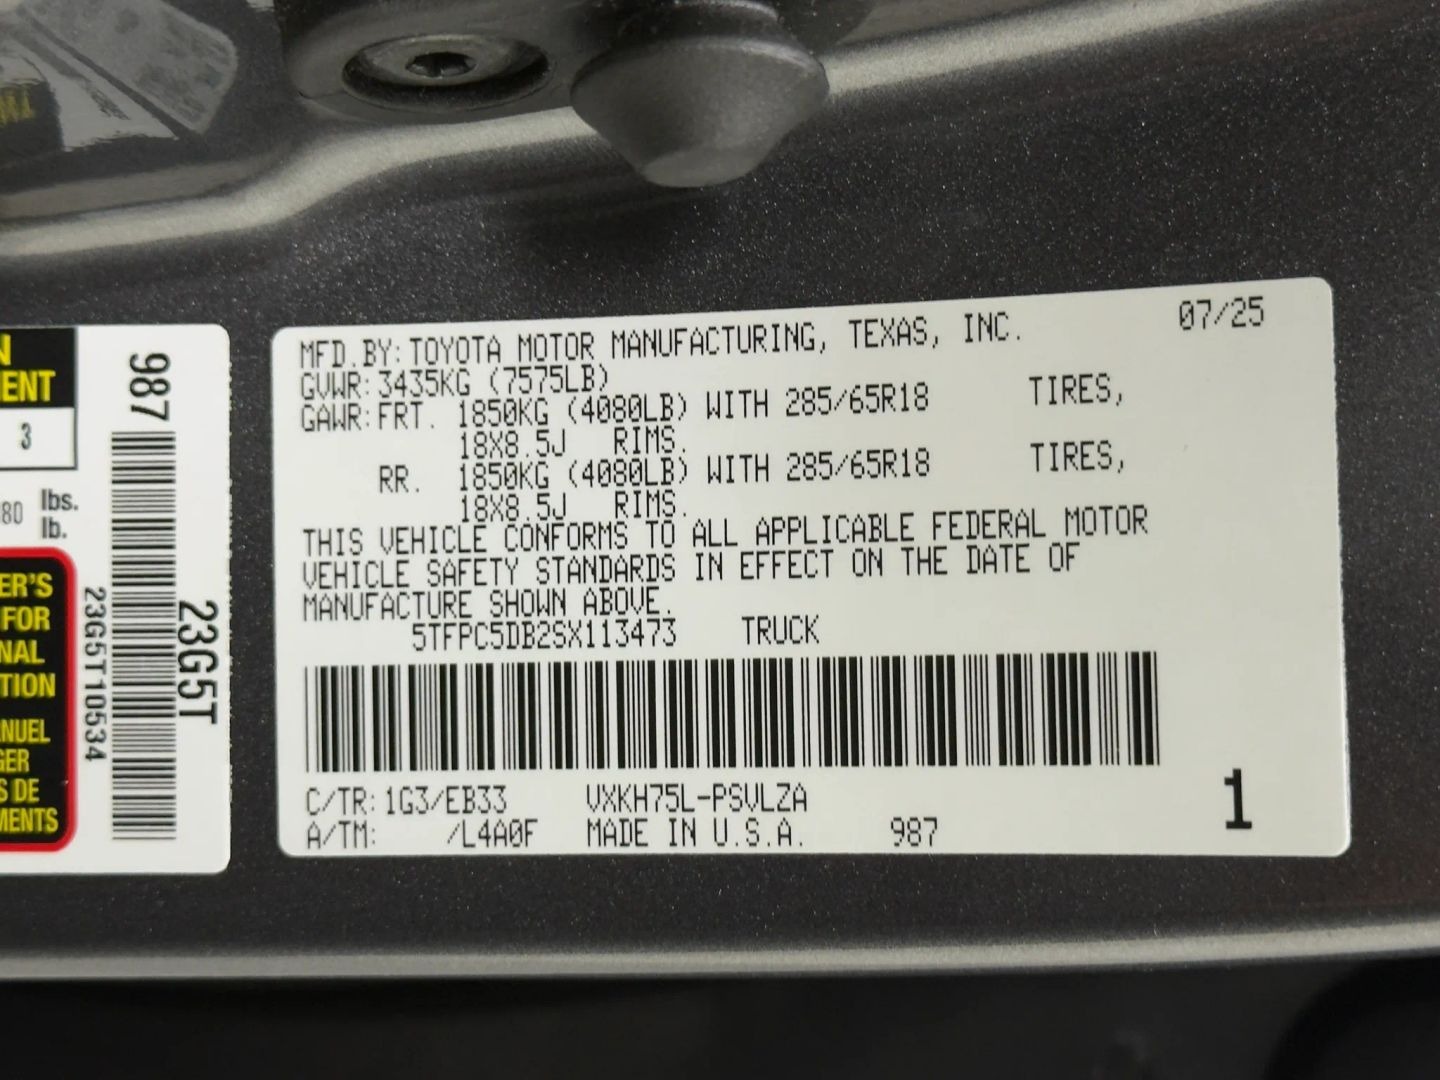 MFD.BY: TOYOTA MOTOR MANUFACTURING, TEXAS, INC. 07/25
GVWR: 3435KG (7575LB)
GAWR: FRT. 1850KG (4080LB) WITH 285/65R18 TIRES,
18X8.5J RIMS.
RR. 1850KG (4080LB) WITH 285/65R18 TIRES,
18X8.5J RIMS.
THIS VEHICLE CONFORMS TO ALL APPLICABLE FEDERAL MOTOR
VEHICLE SAFETY STANDARDS IN EFFECT ON THE DATE OF
MANUFACTURE SHOWN ABOVE.
5TFPC5DB2SX113473 TRUCK
C/TR: 1G3/EB33 VXKH75L-PSVLZA
A/TM: /L4A0F MADE IN U.S.A. 987
1
987
23G5T
23G5T10534
N
MENT
3
80 lbs.
lb.
ER'S
FOR
NAL
TION
NUEL
GER
S DE
MENTS